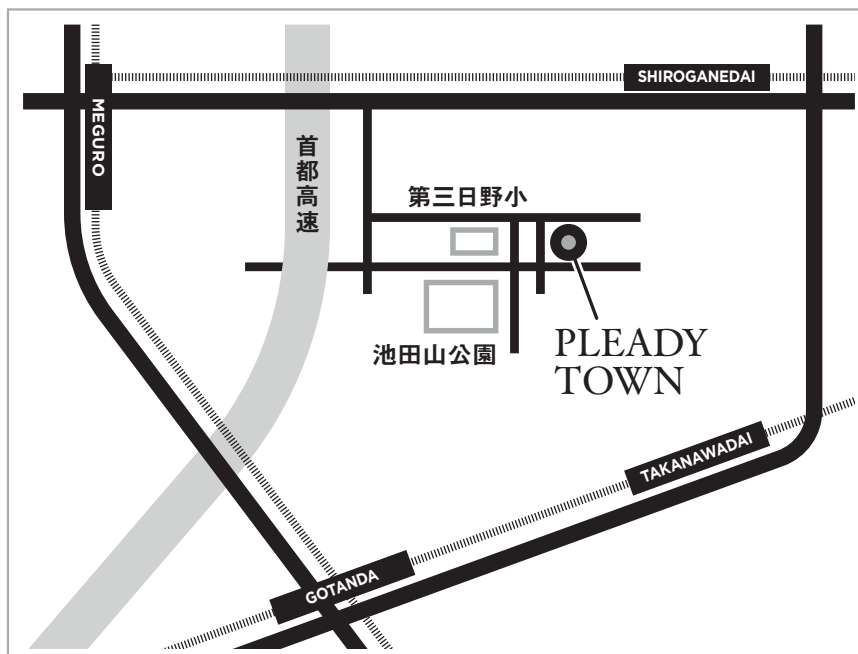 SHIROGANEDAI
MEGURO
首都高速
第三日野小
池田山公園
PLEADY
TOWN
TAKANAWADAI
GOTANDA